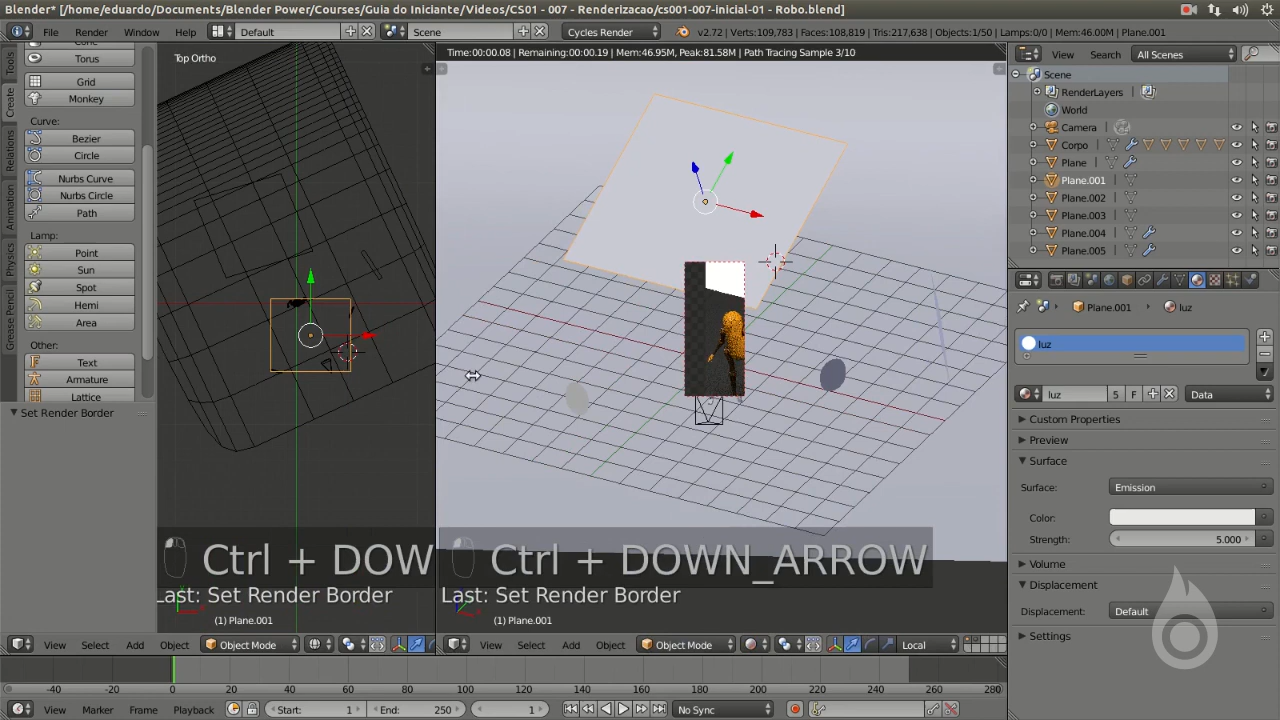 Blender* [/home/eduardo/Documents/Blender Power/Courses/Guia do Iniciante/Videos/CS01 - 007 - Renderizacao/cs001-007-inicial-01 - Robo.blend]
File Render Window Help Default Scene Cycles Render v2.72 | Verts:109,783 | Faces:108,819 | Tris:217,638 | Objects:1/50 | Lamps:0/0 | Mem:46.00M | Plane.001
Tools
Create
Relations
Animation
Physics
Grease Pencil
Torus
Grid
Monkey
Curve:
Bezier
Circle
Nurbs Curve
Nurbs Circle
Path
Lamp:
Point
Sun
Spot
Hemi
Area
Other:
Text
Armature
Lattice
Set Render Border
Top Ortho
Ctrl + DOW
Last: Set Render Border
(1) Plane.001
View Select Add Object Object Mode
Time:00:00.08 | Remaining:00:00.19 | Mem:46.95M, Peak:81.58M | Path Tracing Sample 3/10
Ctrl + DOWN_ARROW
Last: Set Render Border
(1) Plane.001
View Select Add Object Object Mode Local
View Search All Scenes
Scene
RenderLayers
World
Camera
Corpo
Plane
Plane.001
Plane.002
Plane.003
Plane.004
Plane.005
Plane.001 luz
luz
luz 5 F Data
Custom Properties
Preview
Surface
Surface: Emission
Color:
Strength: 5.000
Volume
Displacement
Displacement: Default
Settings
-40 -20 0 20 40 60 80 100 120 140 160 180 200 220 240 260 280
View Marker Frame Playback Start: 1 End: 250 1 No Sync